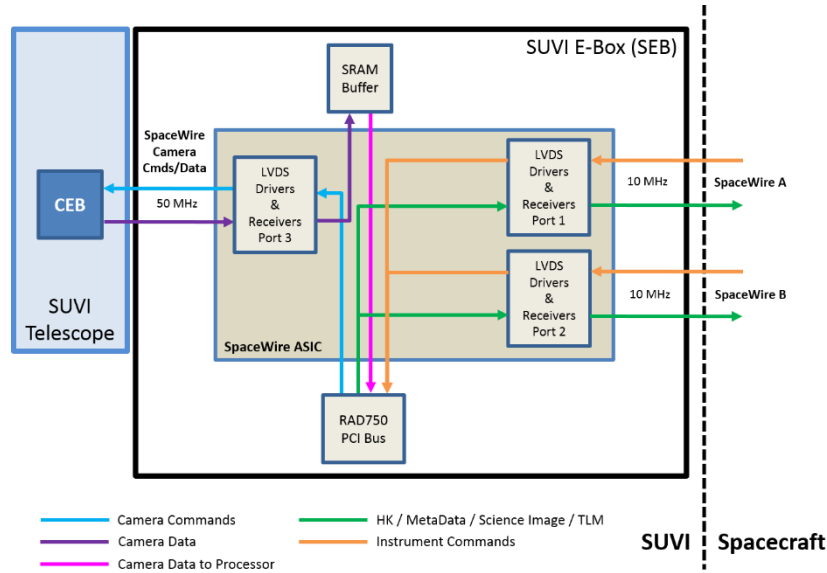 SUVI E-Box (SEB)
SRAM
Buffer
SpaceWire
Camera
Cmds/Data
CEB
50 MHz
LVDS
Drivers
&
Receivers
Port 3
LVDS
Drivers
&
Receivers
Port 1
10 MHz
SpaceWire A
LVDS
Drivers
&
Receivers
Port 2
10 MHz
SpaceWire B
SUVI
Telescope
SpaceWire ASIC
RAD750
PCI Bus
Camera Commands
Camera Data
Camera Data to Processor
HK / MetaData / Science Image / TLM
Instrument Commands
SUVI
Spacecraft